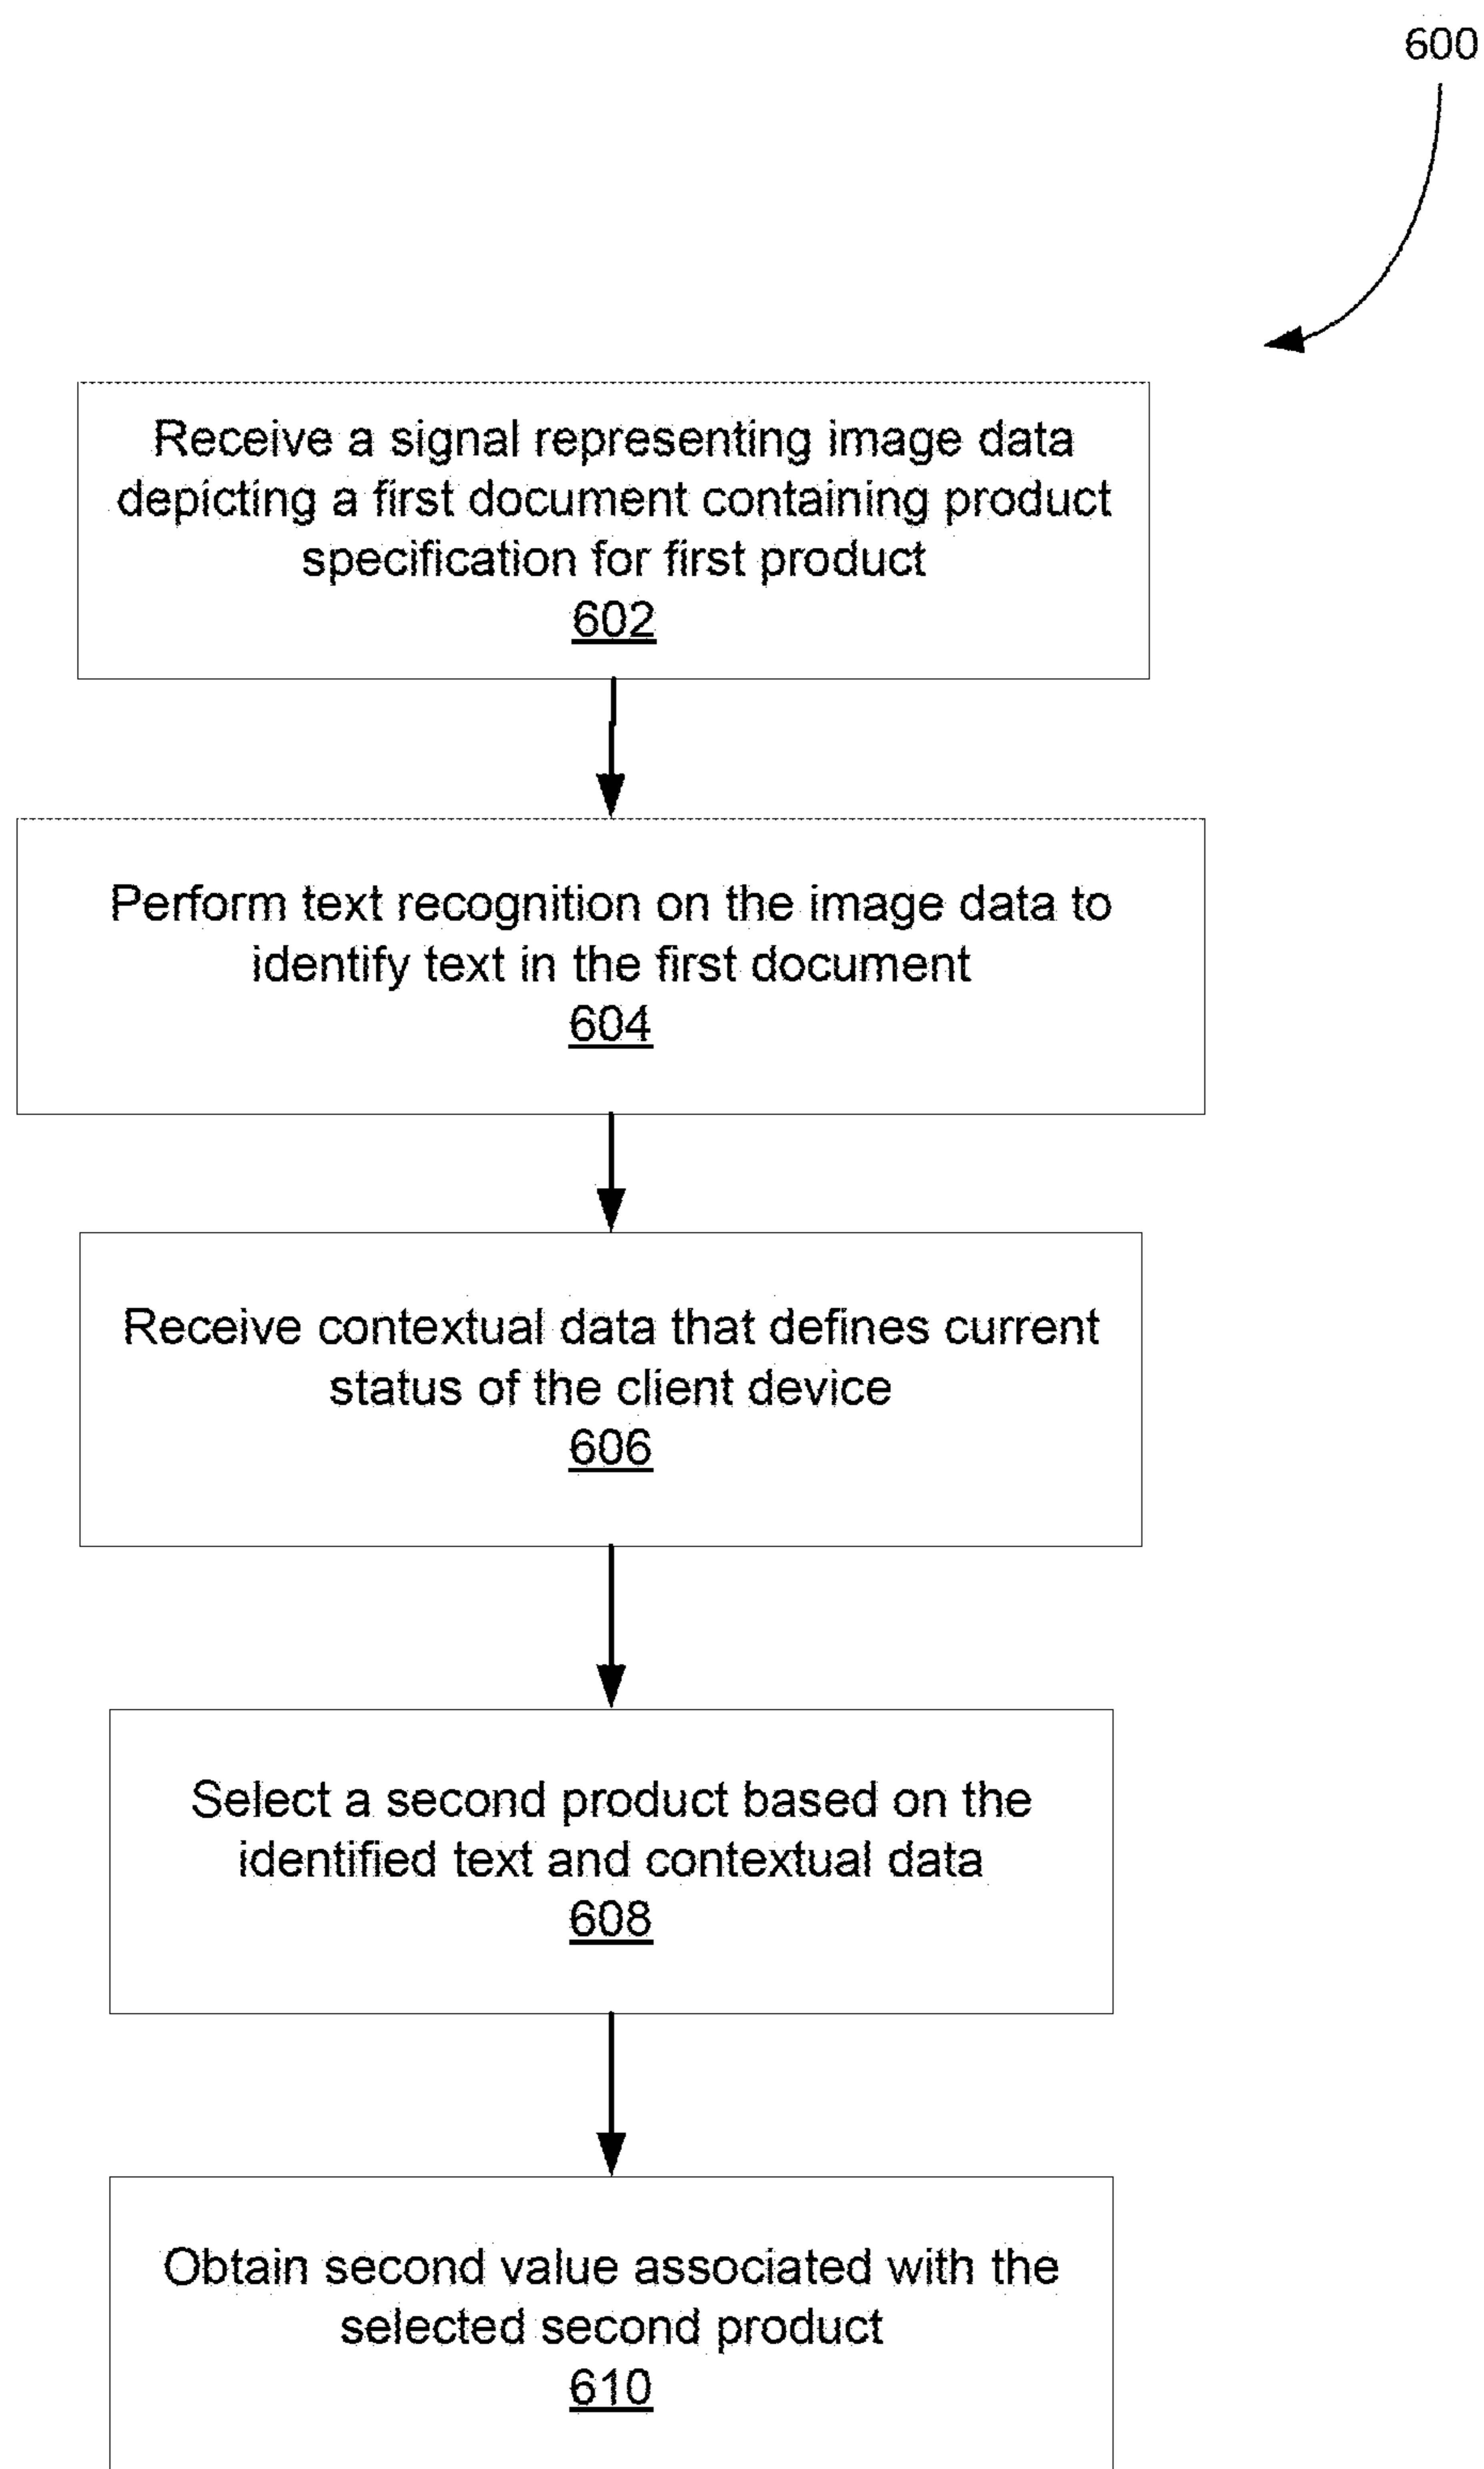 600
Receive a signal representing image data
depicting a first document containing product
specification for first product
602
Perform text recognition on the image data to
identify text in the first document
604
Receive contextual data that defines current
status of the client device
606
Select a second product based on the
identified text and contextual data
608
Obtain second value associated with the
selected second product
610